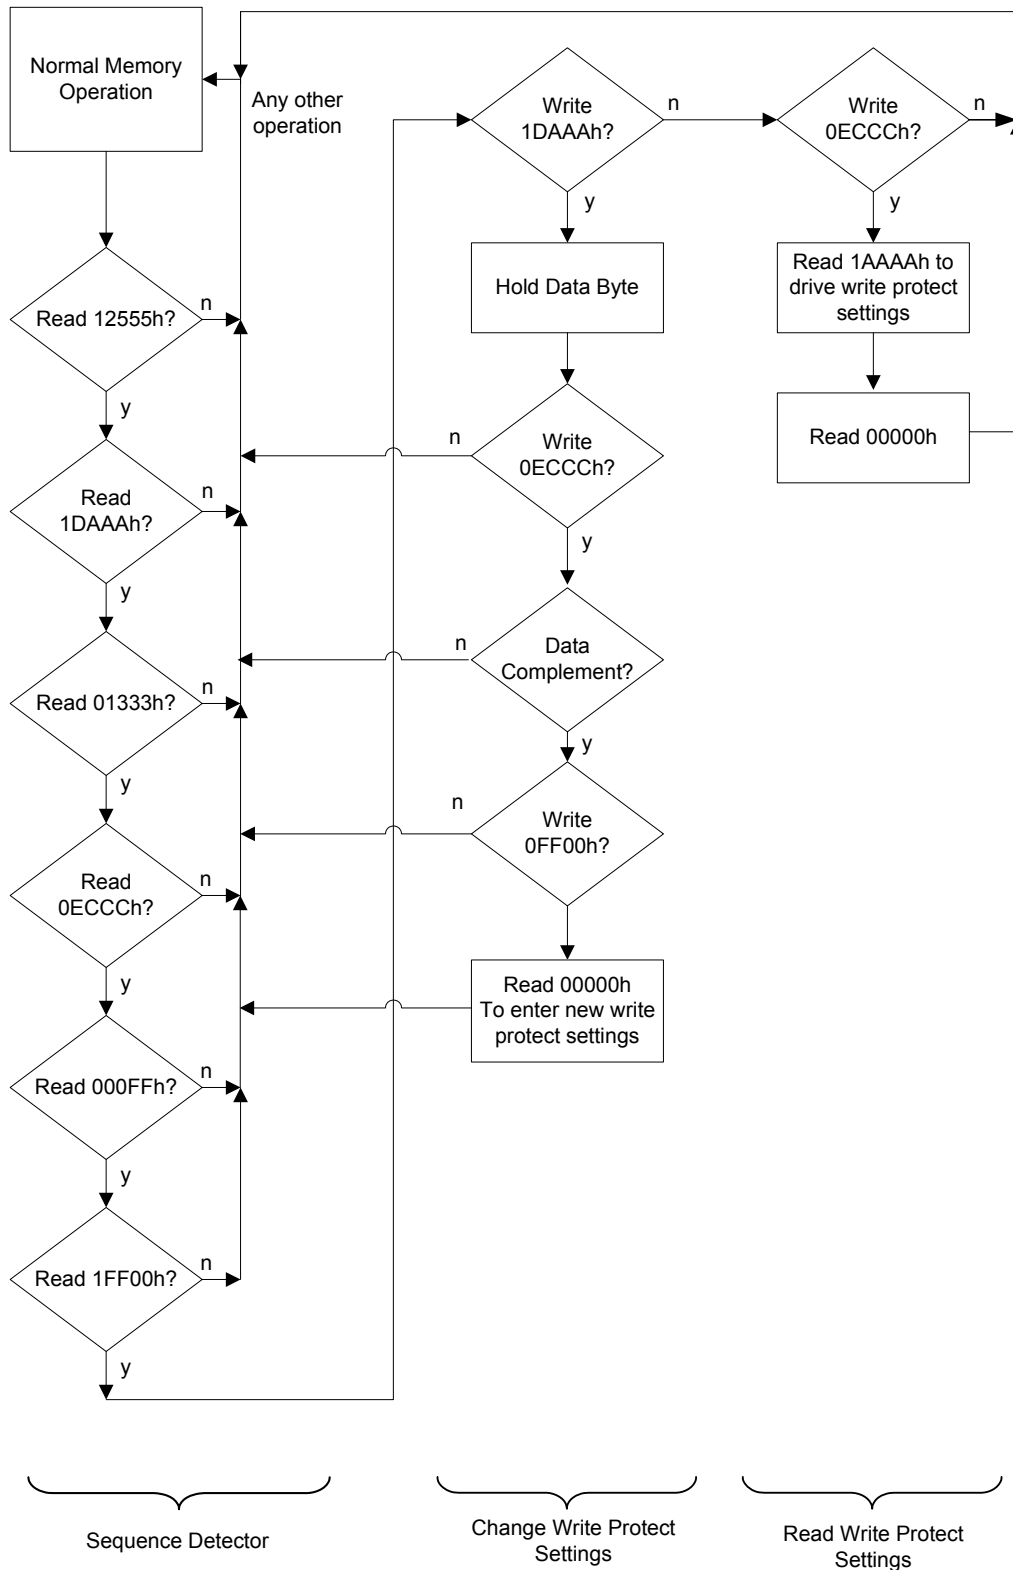 Normal Memory
Operation
Any other
operation
Read 12555h?
n
y
Read
1DAAAh?
n
y
Read 01333h?
n
y
Read
0ECCCh?
n
y
Read 000FFh?
n
y
Read 1FF00h?
n
y
Sequence Detector
Write
1DAAAh?
n
y
Hold Data Byte
Write
0ECCCh?
n
y
Data
Complement?
n
y
Write
0FF00h?
n
Read 00000h
To enter new write
protect settings
Change Write Protect
Settings
Write
0ECCCh?
n
y
Read 1AAAAh to
drive write protect
settings
Read 00000h
Read Write Protect
Settings